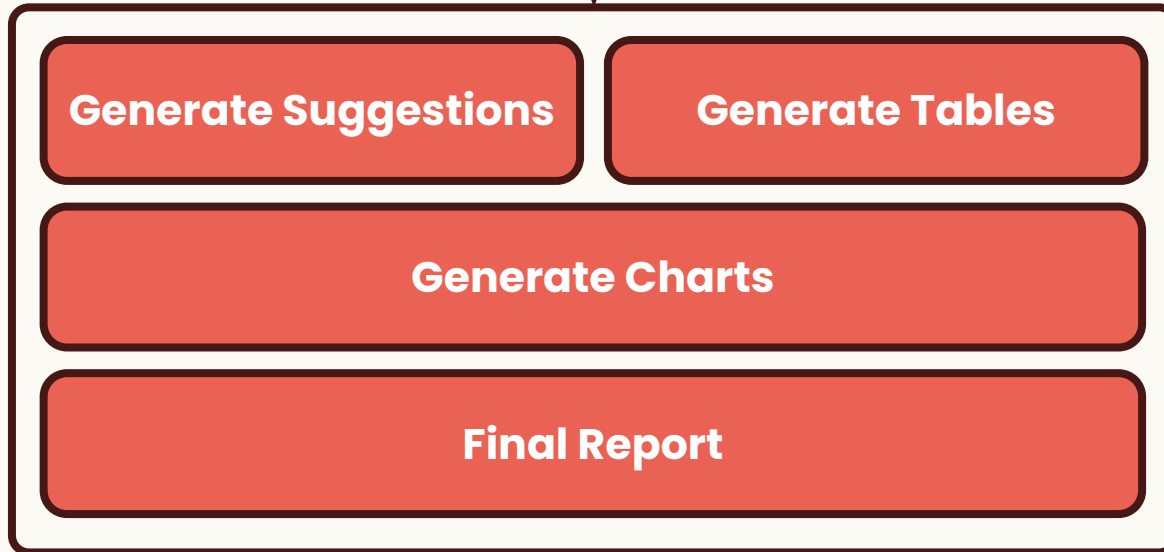 Generate Suggestions
Generate Tables
Generate Charts
Final Report